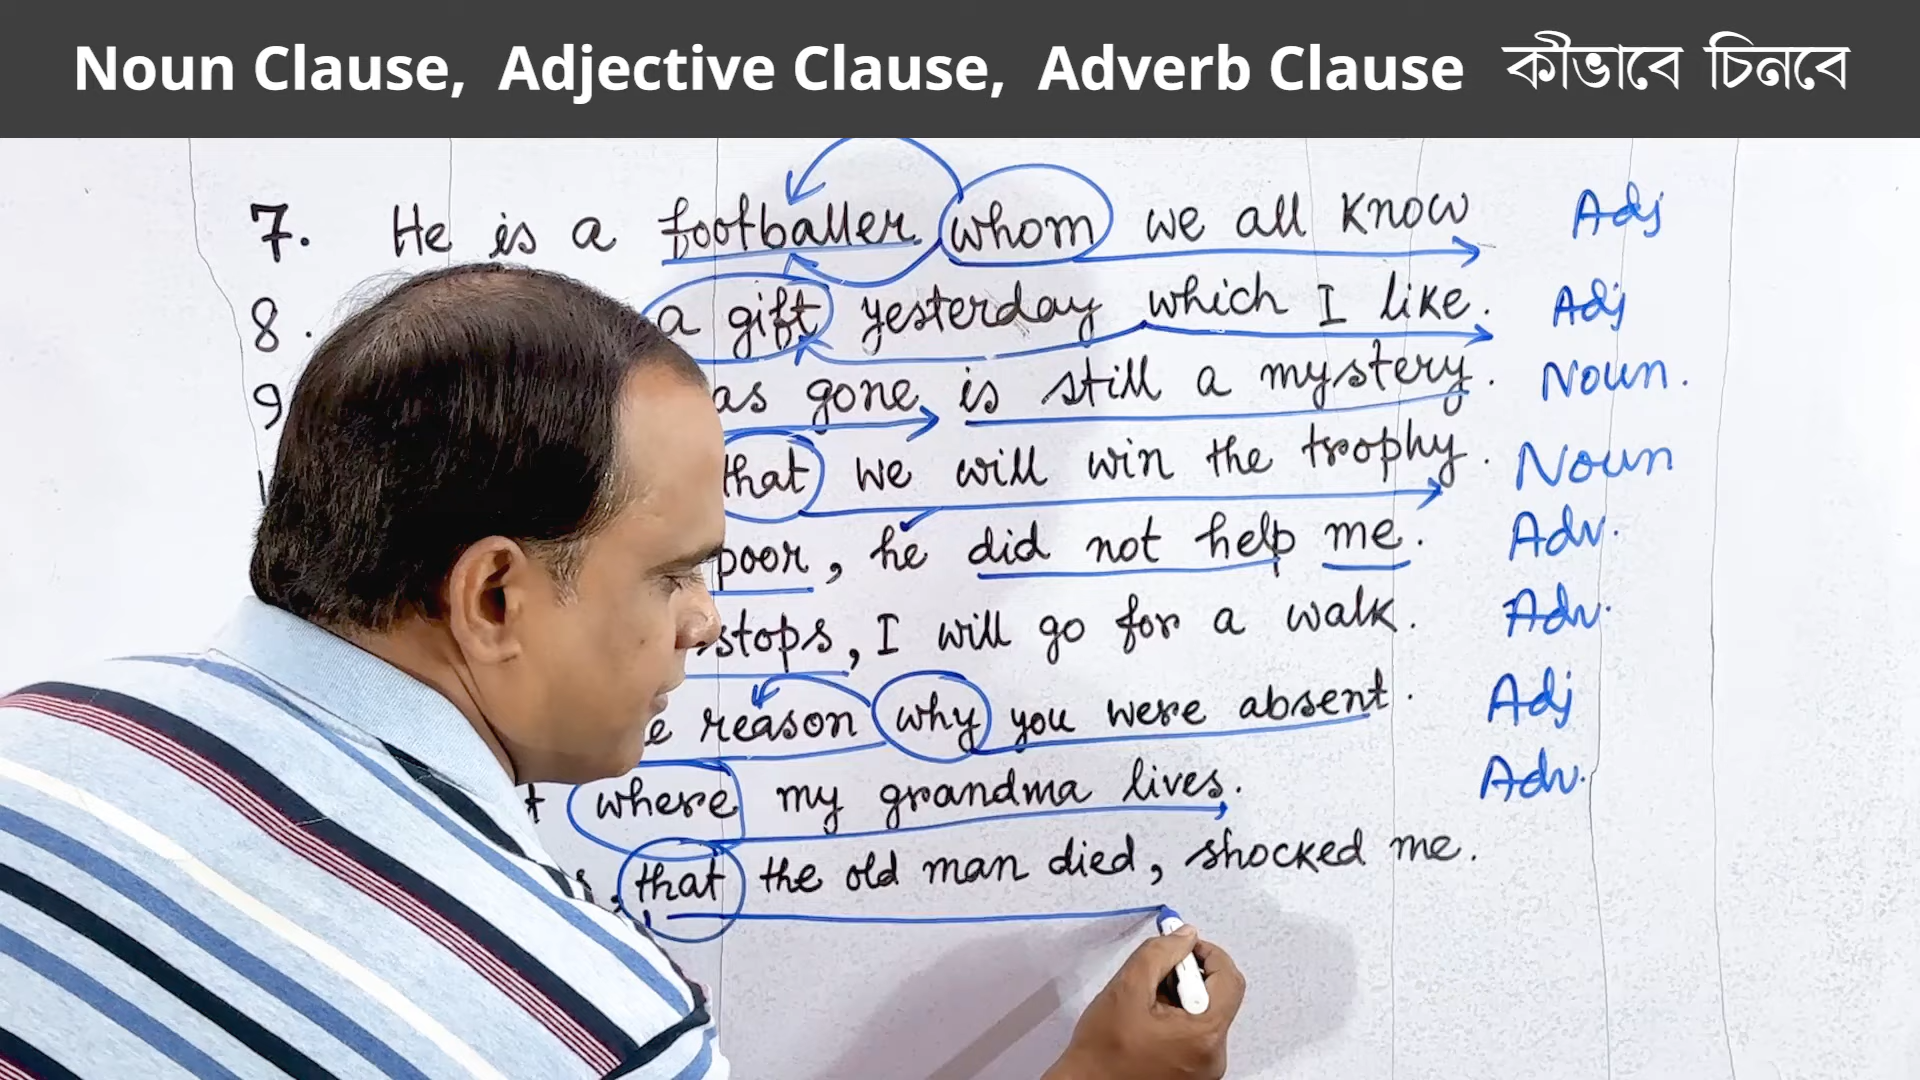 Noun Clause, Adjective Clause, Adverb Clause কীভাবে চিনবে
7. He is a footballer whom we all know Adj
8. a gift yesterday which I like. Adj
9 as gone is still a mystery. Noun.
that we will win the trophy. Noun
poor, he did not help me. Adv.
stops, I will go for a walk. Adv.
e reason why you were absent. Adj
where my grandma lives. Adv.
, that the old man died, shocked me.